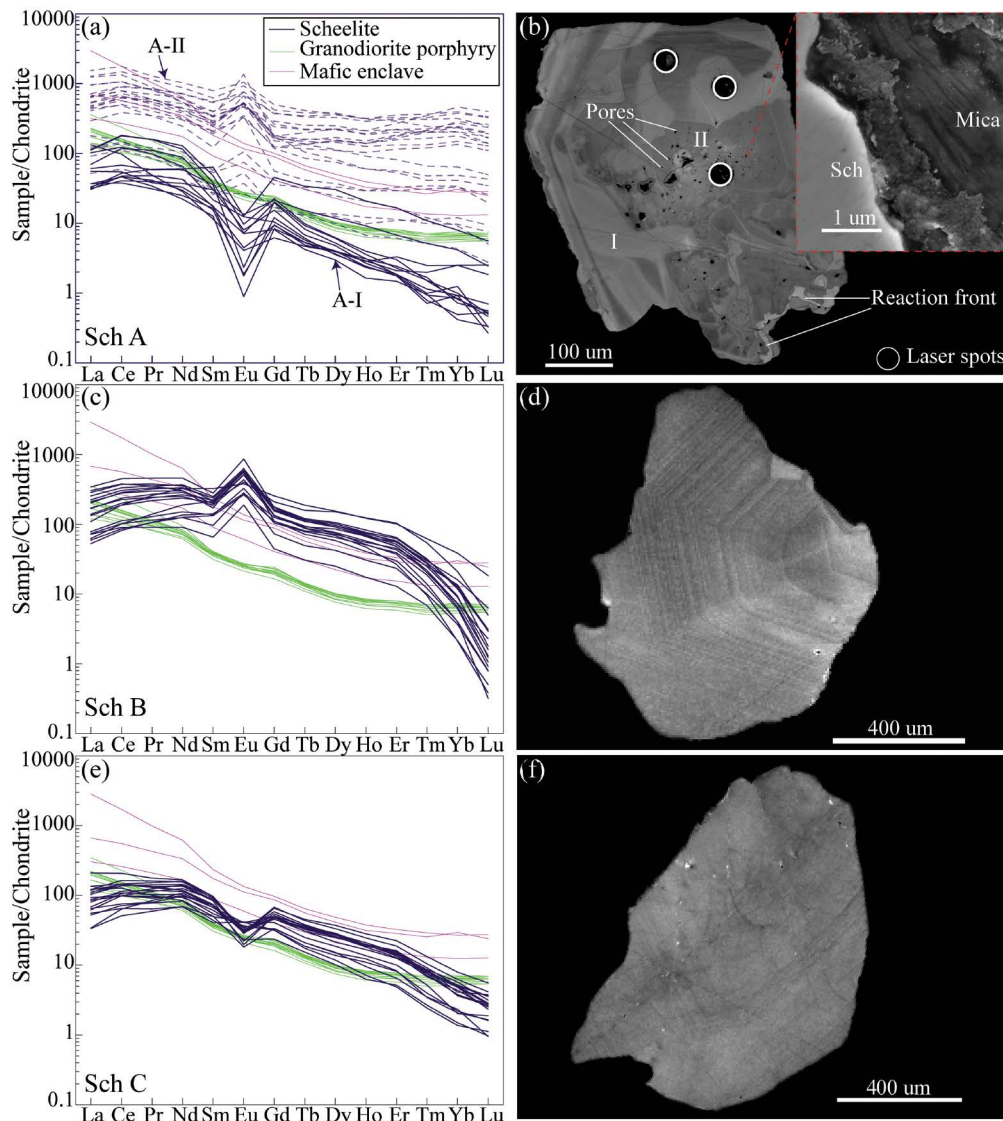 (a)
A-II
Scheelite
Granodiorite porphyry
Mafic enclave
Sample/Chondrite
10000
1000
100
10
1
0.1
A-I
Sch A
La Ce Pr Nd Sm Eu Gd Tb Dy Ho Er Tm Yb Lu
(b)
Pores
II
I
Mica
Sch
1 um
Reaction front
100 um
Laser spots
(c)
Sample/Chondrite
10000
1000
100
10
1
0.1
Sch B
La Ce Pr Nd Sm Eu Gd Tb Dy Ho Er Tm Yb Lu
(d)
400 um
(e)
Sample/Chondrite
10000
1000
100
10
1
0.1
Sch C
La Ce Pr Nd Sm Eu Gd Tb Dy Ho Er Tm Yb Lu
(f)
400 um